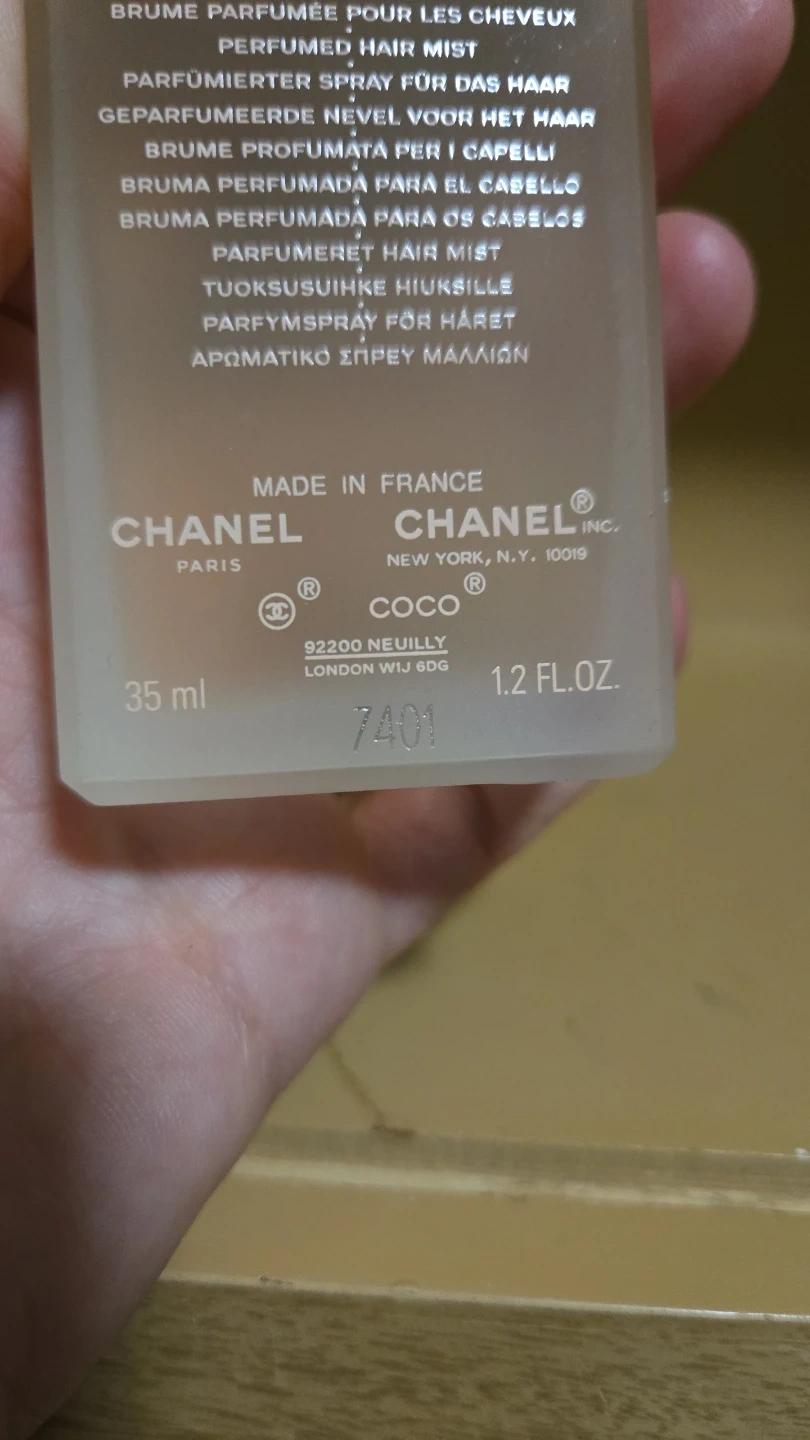 BRUME PARFUMÉE POUR LES CHEVEUX
PERFUMED HAIR MIST
PARFÜMIERTER SPRAY FÜR DAS HAAR
GEPARFUMEERDE NEVEL VOOR HET HAAR
BRUME PROFUMATA PER I CAPELLI
BRUMA PERFUMADA PARA EL CABELLO
BRUMA PERFUMADA PARA OS CABELOS
PARFUMERET HAIR MIST
TUOKSUSUIHKE HIUKSILLE
PARFYMSPRAY FÖR HÅRET
ΑΡΩΜΑΤΙΚΟ ΣΠΡΕΥ ΜΑΛΛΙΩΝ
MADE IN FRANCE
CHANEL CHANEL® INC.
PARIS NEW YORK, N.Y. 10019
® COCO®
92200 NEUILLY
LONDON W1J 6DG
35 ml 1.2 FL.OZ.
7401